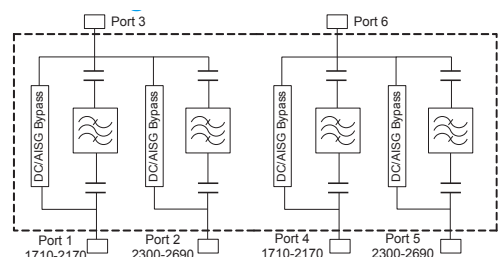 Port 3
Port 6
DC/AISG Bypass
DC/AISG Bypass
DC/AISG Bypass
DC/AISG Bypass
Port 1
1710-2170
Port 2
2300-2690
Port 4
1710-2170
Port 5
2300-2690